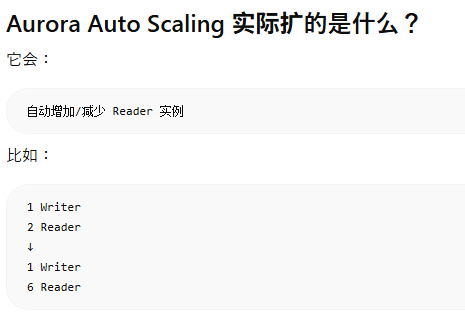 Aurora Auto Scaling 实际扩的是什么？
它会：
自动增加/减少 Reader 实例
比如：
1 Writer
2 Reader
↓
1 Writer
6 Reader